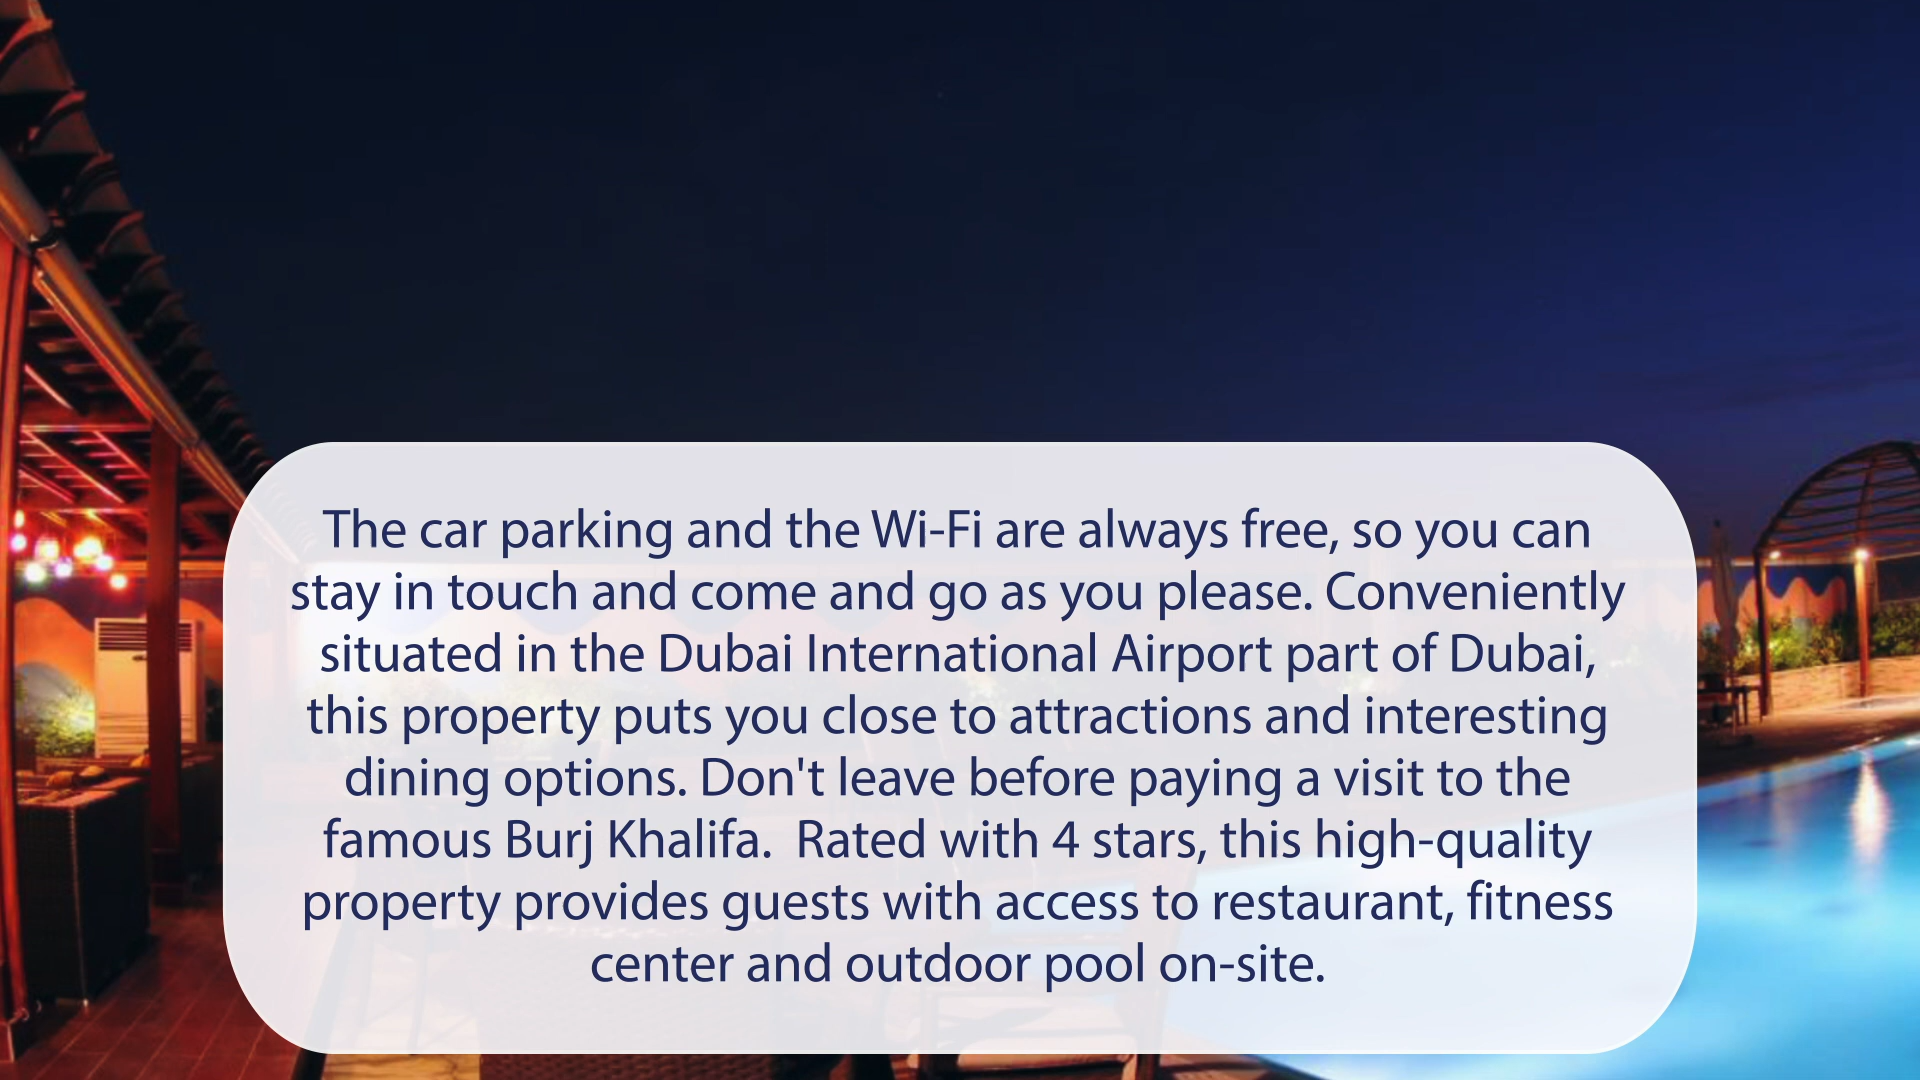 The car parking and the Wi-Fi are always free, so you can
stay in touch and come and go as you please. Conveniently
situated in the Dubai International Airport part of Dubai,
this property puts you close to attractions and interesting
dining options. Don't leave before paying a visit to the
famous Burj Khalifa.  Rated with 4 stars, this high-quality
property provides guests with access to restaurant, fitness
center and outdoor pool on-site.